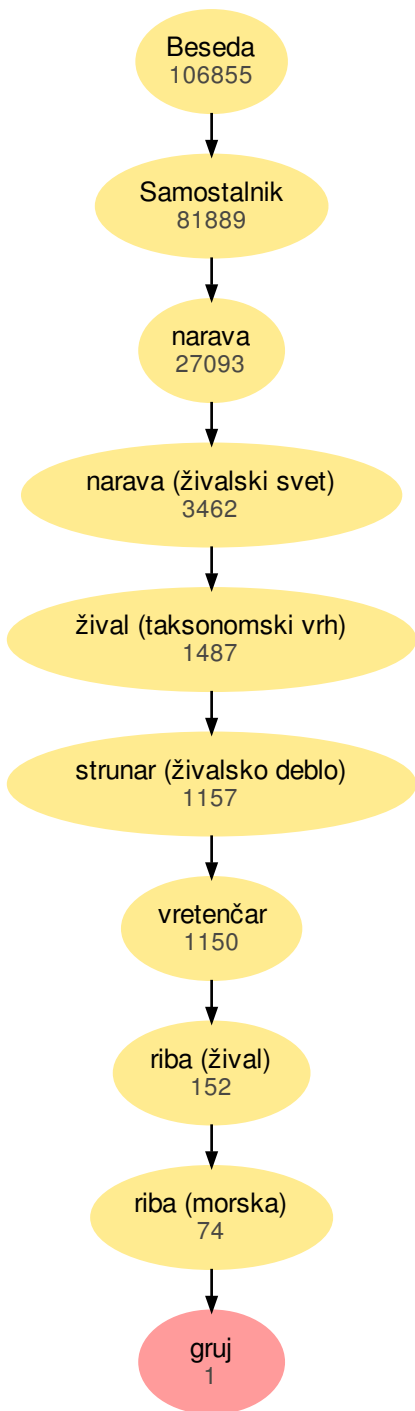 Beseda
106855
Samostalnik
81889
narava
27093
narava (živalski svet)
3462
žival (taksonomski vrh)
1487
strunar (živalsko deblo)
1157
vretenčar
1150
riba (žival)
152
riba (morska)
74
gruj
1